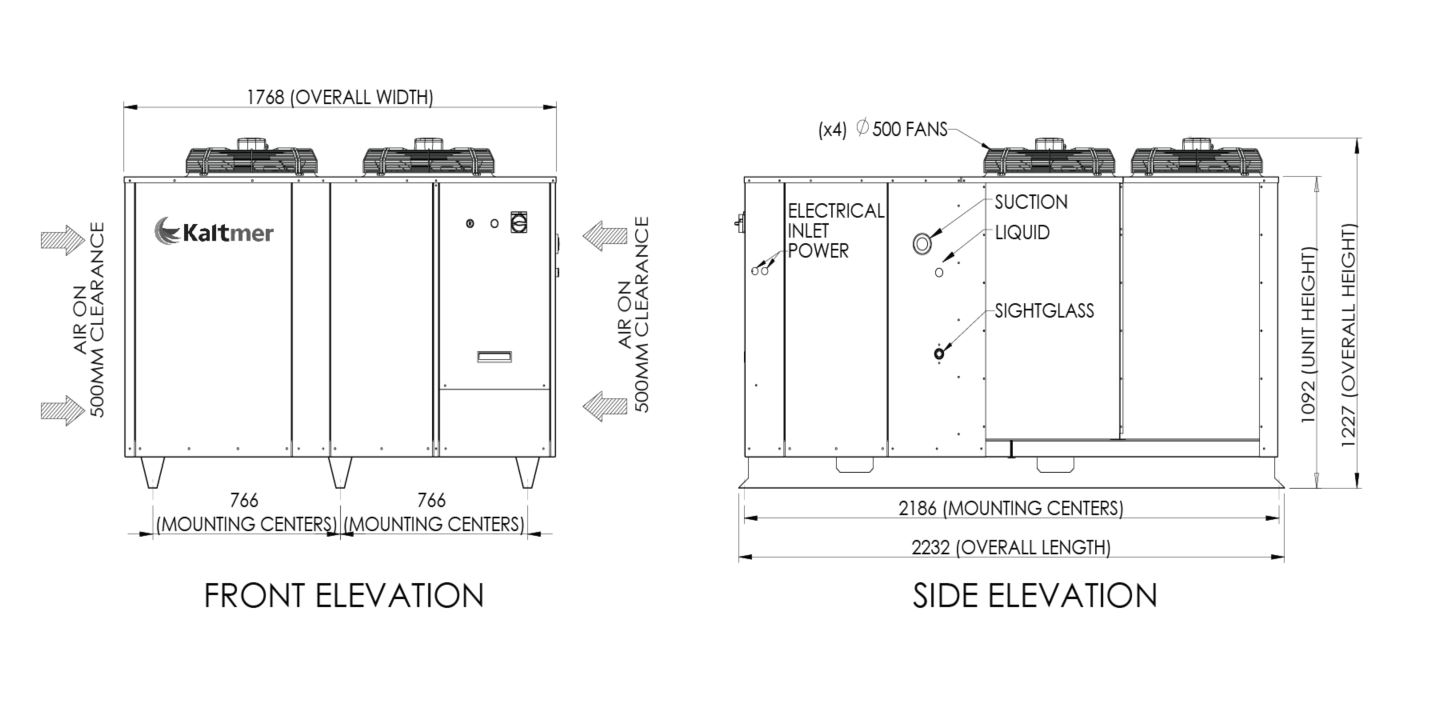 1768 (OVERALL WIDTH)
Kaltmer
AIR ON
500MM CLEARANCE
AIR ON
500MM CLEARANCE
766
(MOUNTING CENTERS)
766
(MOUNTING CENTERS)
FRONT ELEVATION
(x4) ∅500 FANS
ELECTRICAL
INLET
POWER
SUCTION
LIQUID
SIGHTGLASS
1092 (UNIT HEIGHT)
1227 (OVERALL HEIGHT)
2186 (MOUNTING CENTERS)
2232 (OVERALL LENGTH)
SIDE ELEVATION